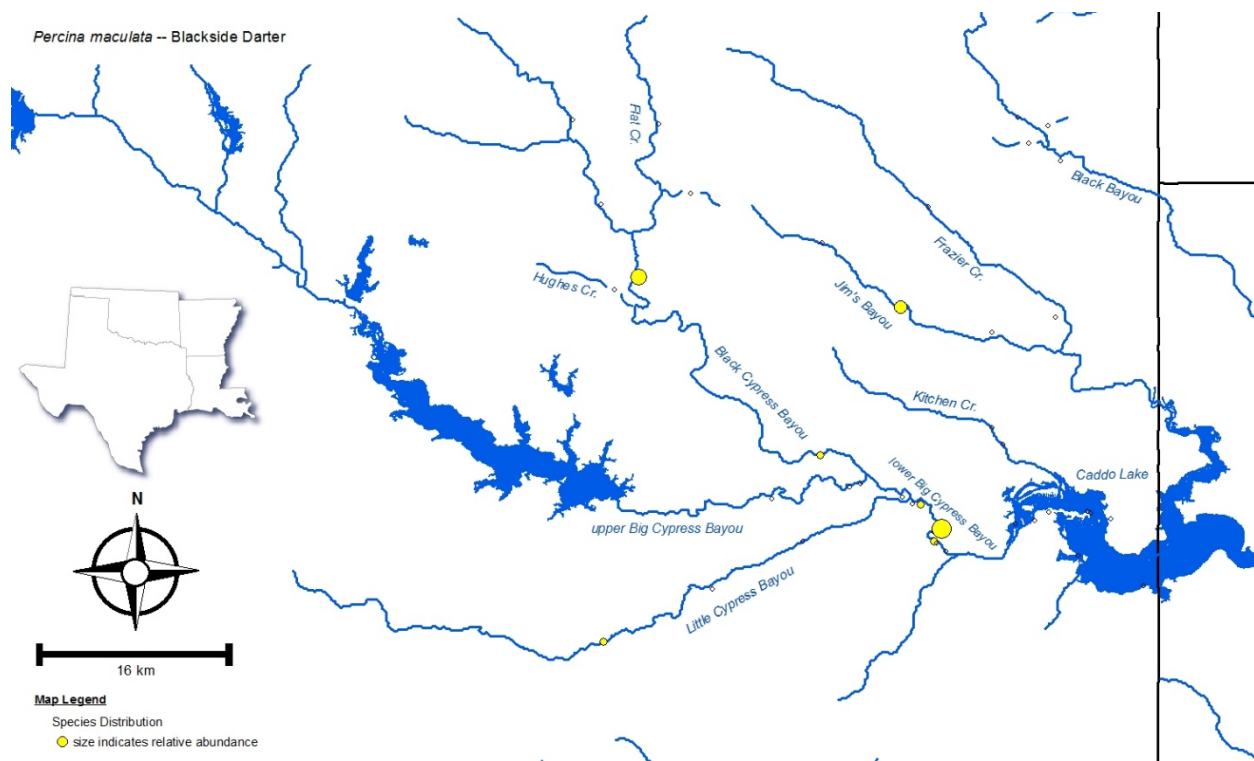 Percina maculata -- Blackside Darter
Flat Cr.
Black Bayou
Frazier Cr.
Hughes Cr.
Jim's Bayou
Black Cypress Bayou
Kitchen Cr.
Caddo Lake
lower Big Cypress Bayou
upper Big Cypress Bayou
Little Cypress Bayou
N
16 km
Map Legend
Species Distribution
size indicates relative abundance